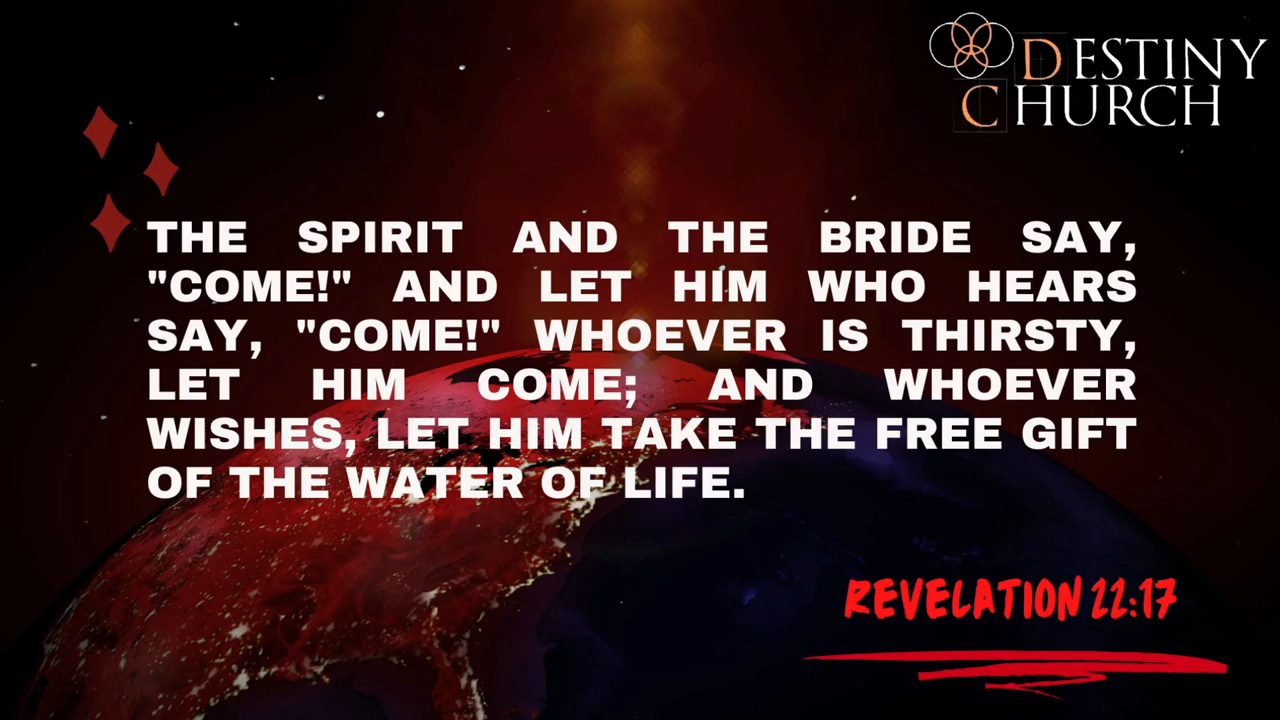 DESTINY
CHURCH
THE SPIRIT AND THE BRIDE SAY,
"COME!" AND LET HIM WHO HEARS
SAY, "COME!" WHOEVER IS THIRSTY,
LET HIM COME; AND WHOEVER
WISHES, LET HIM TAKE THE FREE GIFT
OF THE WATER OF LIFE.
REVELATION 22:17